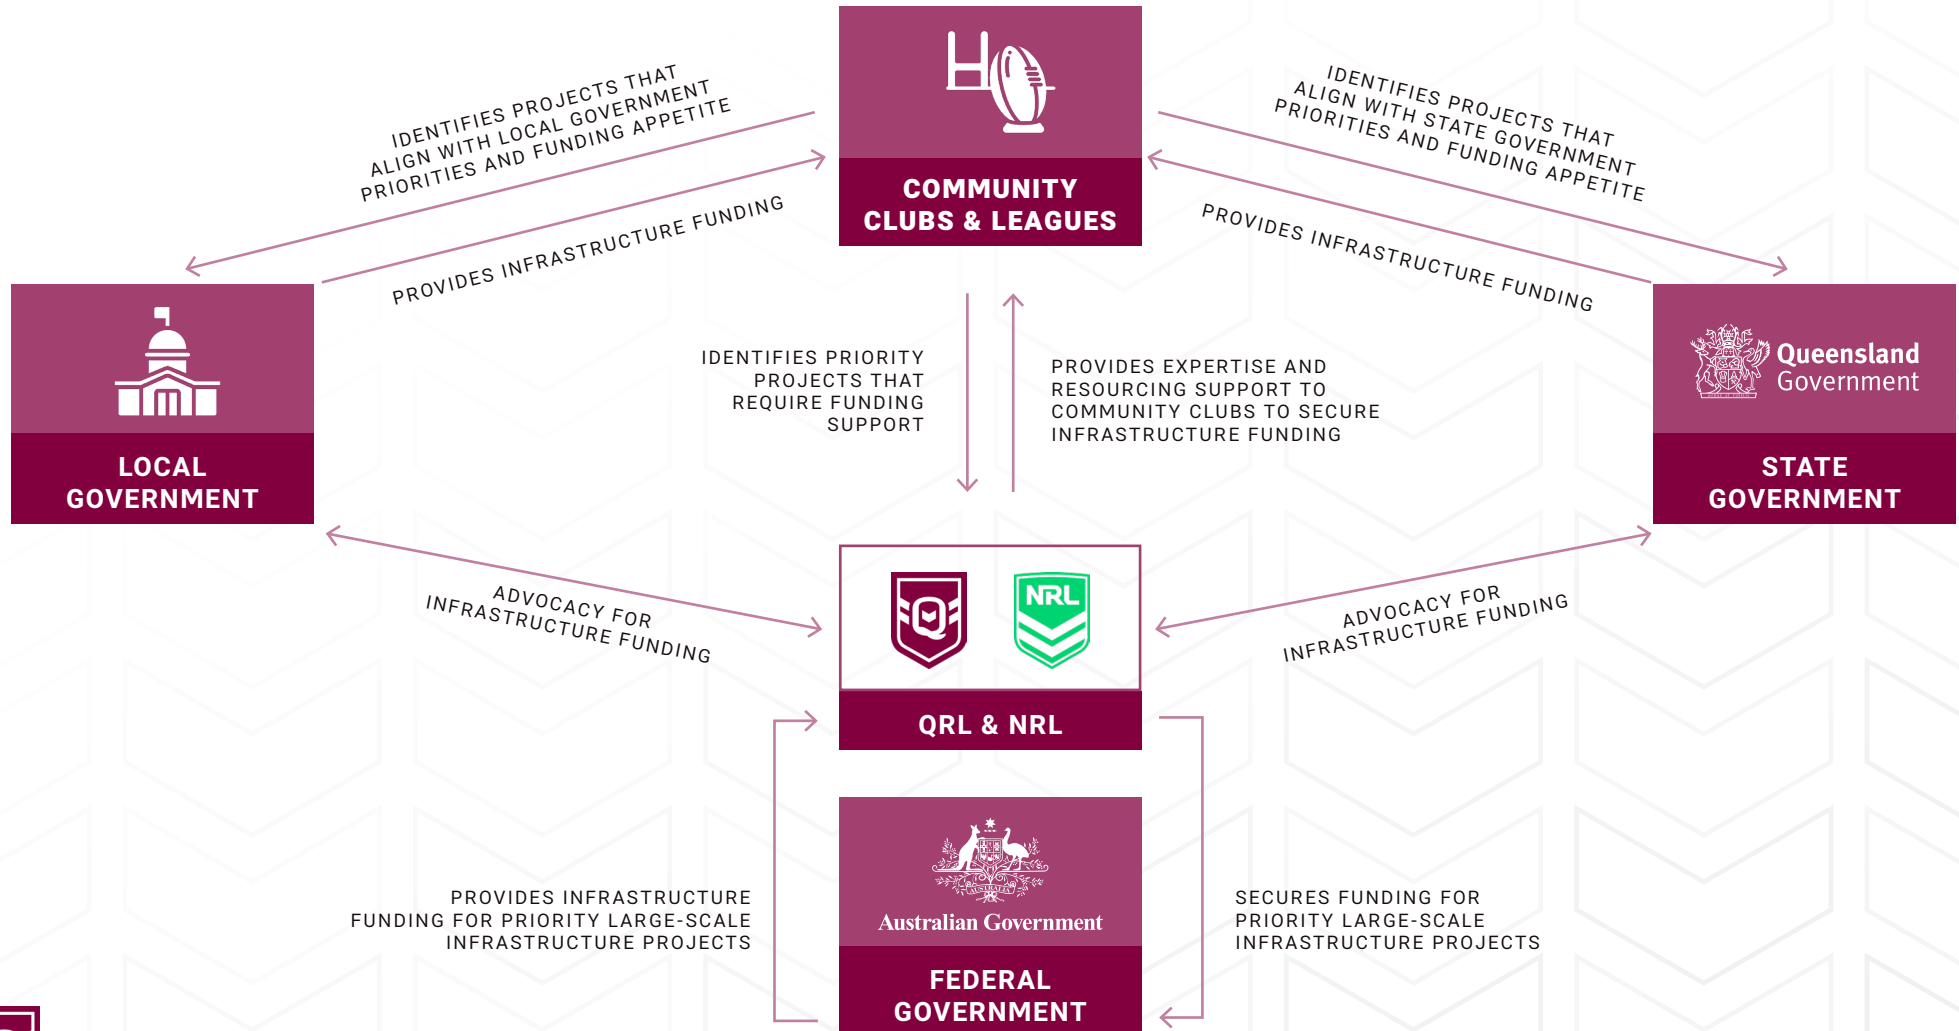 IDENTIFIES PROJECTS THAT
ALIGN WITH LOCAL GOVERNMENT
PRIORITIES AND FUNDING APPETITE
PROVIDES INFRASTRUCTURE FUNDING
COMMUNITY
CLUBS & LEAGUES
IDENTIFIES PROJECTS THAT
ALIGN WITH STATE GOVERNMENT
PRIORITIES AND FUNDING APPETITE
PROVIDES INFRASTRUCTURE FUNDING
LOCAL
GOVERNMENT
IDENTIFIES PRIORITY
PROJECTS THAT
REQUIRE FUNDING
SUPPORT
PROVIDES EXPERTISE AND
RESOURCING SUPPORT TO
COMMUNITY CLUBS TO SECURE
INFRASTRUCTURE FUNDING
Queensland
Government
STATE
GOVERNMENT
ADVOCACY FOR
INFRASTRUCTURE FUNDING
Q
NRL
QRL & NRL
ADVOCACY FOR
INFRASTRUCTURE FUNDING
PROVIDES INFRASTRUCTURE
FUNDING FOR PRIORITY LARGE-SCALE
INFRASTRUCTURE PROJECTS
AUSTRALIA
Australian Government
FEDERAL
GOVERNMENT
SECURES FUNDING FOR
PRIORITY LARGE-SCALE
INFRASTRUCTURE PROJECTS